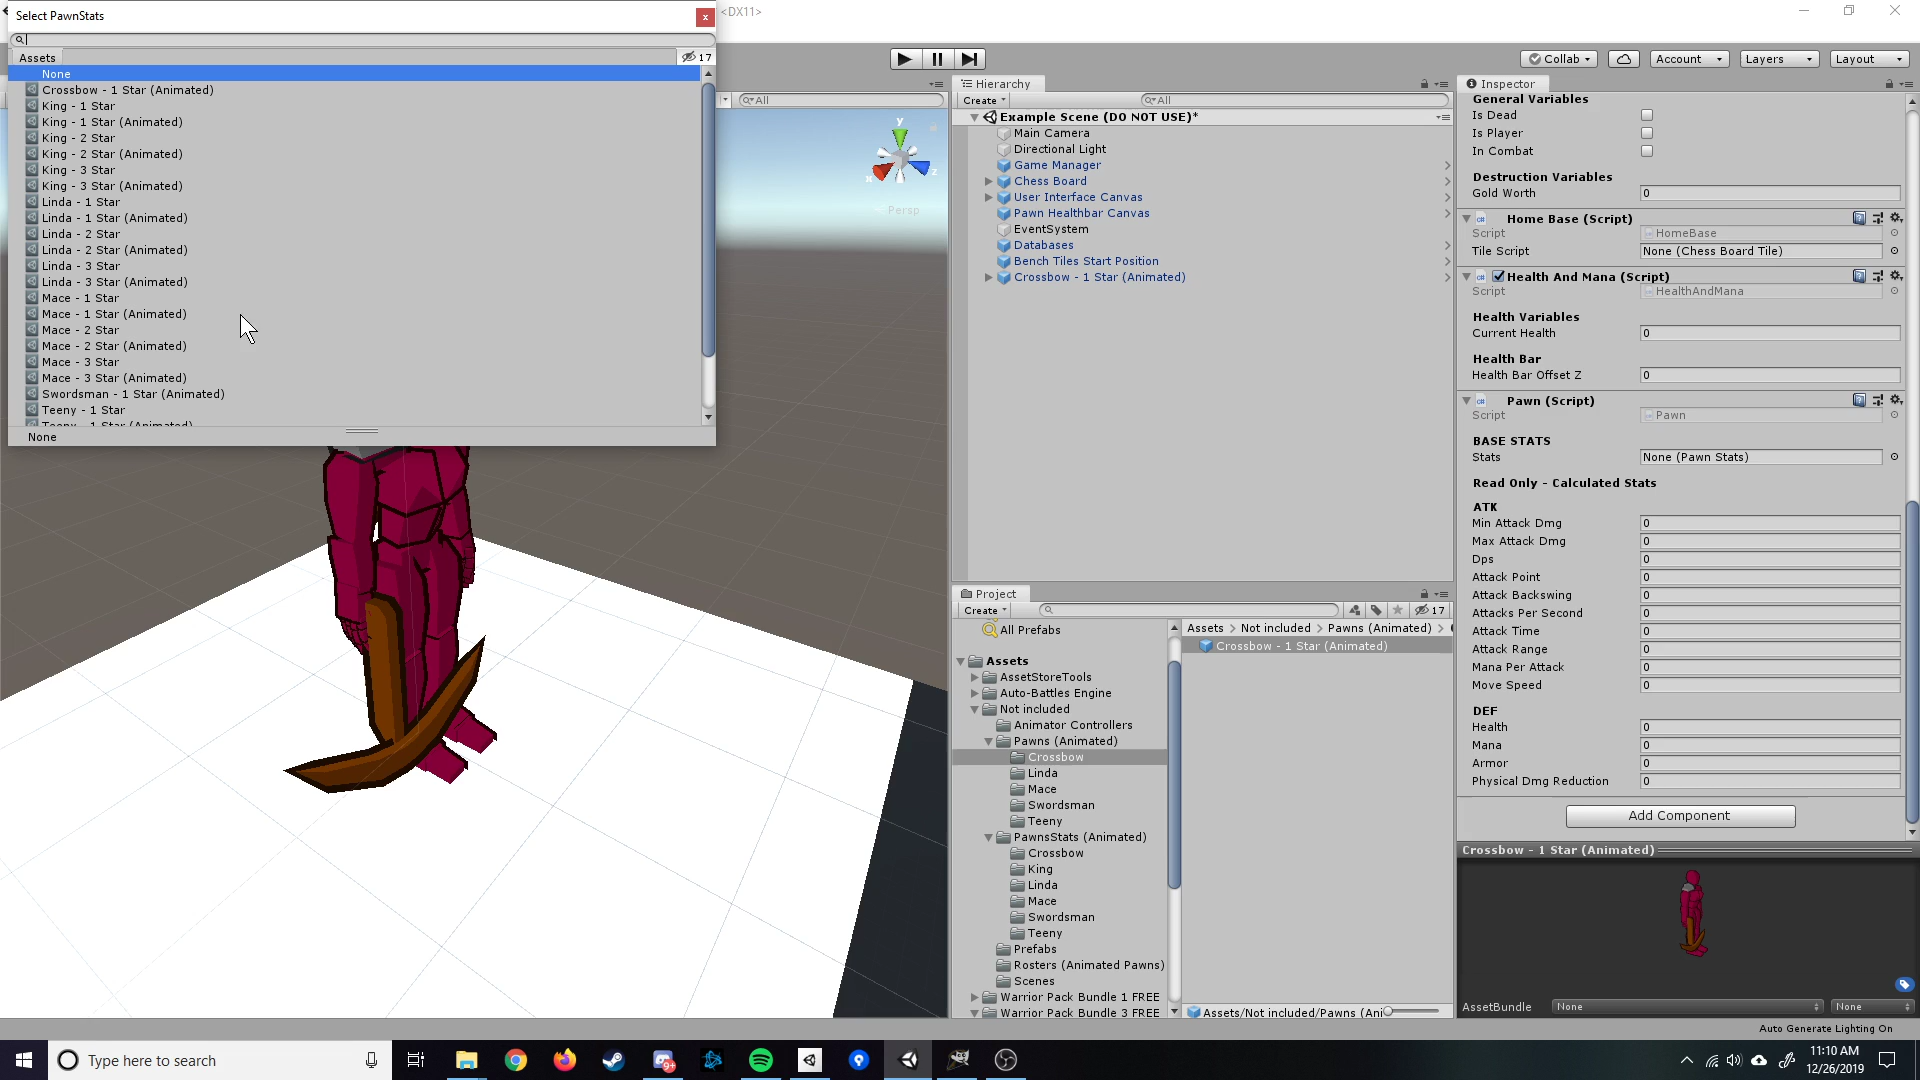 Select PawnStats
<DX11>
Assets
17
None
Crossbow - 1 Star (Animated)
King - 1 Star
King - 1 Star (Animated)
King - 2 Star
King - 2 Star (Animated)
King - 3 Star
King - 3 Star (Animated)
Linda - 1 Star
Linda - 1 Star (Animated)
Linda - 2 Star
Linda - 2 Star (Animated)
Linda - 3 Star
Linda - 3 Star (Animated)
Mace - 1 Star
Mace - 1 Star (Animated)
Mace - 2 Star
Mace - 2 Star (Animated)
Mace - 3 Star
Mace - 3 Star (Animated)
Swordsman - 1 Star (Animated)
Teeny - 1 Star
Teeny - 1 Star (Animated)
None
All
y
x
z
Persp
Collab
Account
Layers
Layout
Hierarchy
Create
All
Example Scene (DO NOT USE)*
Main Camera
Directional Light
Game Manager
Chess Board
User Interface Canvas
Pawn Healthbar Canvas
EventSystem
Databases
Bench Tiles Start Position
Crossbow - 1 Star (Animated)
Project
Create
17
All Prefabs
Assets
AssetStoreTools
Auto-Battles Engine
Not included
Animator Controllers
Pawns (Animated)
Crossbow
Linda
Mace
Swordsman
Teeny
PawnsStats (Animated)
Crossbow
King
Linda
Mace
Swordsman
Teeny
Prefabs
Rosters (Animated Pawns)
Scenes
Warrior Pack Bundle 1 FREE
Warrior Pack Bundle 3 FREE
Assets > Not included > Pawns (Animated) >
Crossbow - 1 Star (Animated)
Assets/Not included/Pawns (Ani
Inspector
General Variables
Is Dead
Is Player
In Combat
Destruction Variables
Gold Worth 0
Home Base (Script)
Script HomeBase
Tile Script None (Chess Board Tile)
Health And Mana (Script)
Script HealthAndMana
Health Variables
Current Health 0
Health Bar
Health Bar Offset Z 0
Pawn (Script)
Script Pawn
BASE STATS
Stats None (Pawn Stats)
Read Only - Calculated Stats
ATK
Min Attack Dmg 0
Max Attack Dmg 0
Dps 0
Attack Point 0
Attack Backswing 0
Attacks Per Second 0
Attack Time 0
Attack Range 0
Mana Per Attack 0
Move Speed 0
DEF
Health 0
Mana 0
Armor 0
Physical Dmg Reduction 0
Add Component
Crossbow - 1 Star (Animated)
AssetBundle None None
Auto Generate Lighting On
Type here to search
9+
11:10 AM
12/26/2019